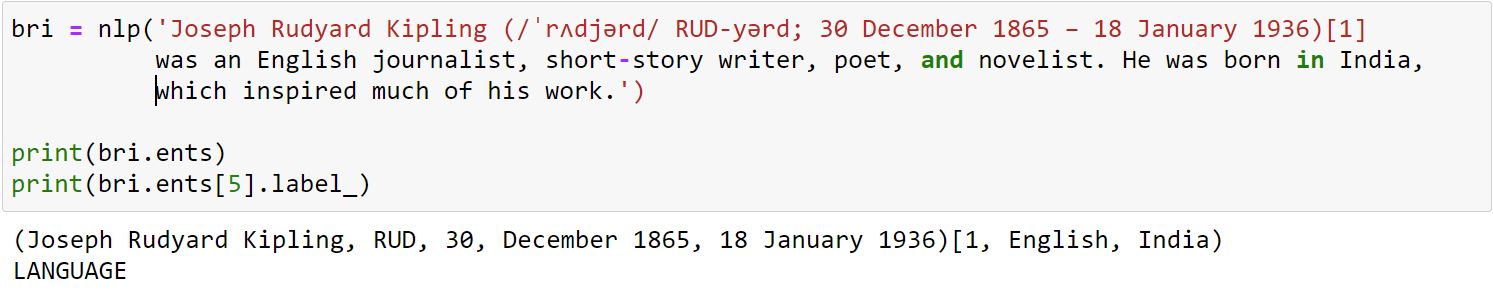 bri = nlp('Joseph Rudyard Kipling (/ˈrʌdjərd/ RUD-yərd; 30 December 1865 – 18 January 1936)[1]
was an English journalist, short-story writer, poet, and novelist. He was born in India,
which inspired much of his work.')
print(bri.ents)
print(bri.ents[5].label_)
(Joseph Rudyard Kipling, RUD, 30, December 1865, 18 January 1936)[1, English, India)
LANGUAGE